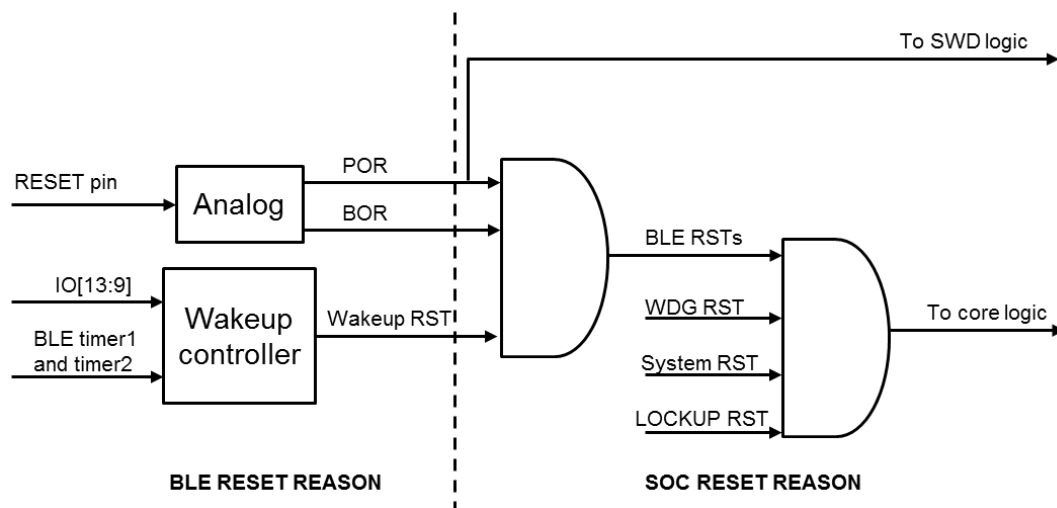 To SWD logic
RESET pin
Analog
POR
BOR
BLE RSTs
IO[13:9]
Wakeup
controller
Wakeup RST
WDG RST
To core logic
BLE timer1
and timer2
System RST
LOCKUP RST
BLE RESET REASON
SOC RESET REASON